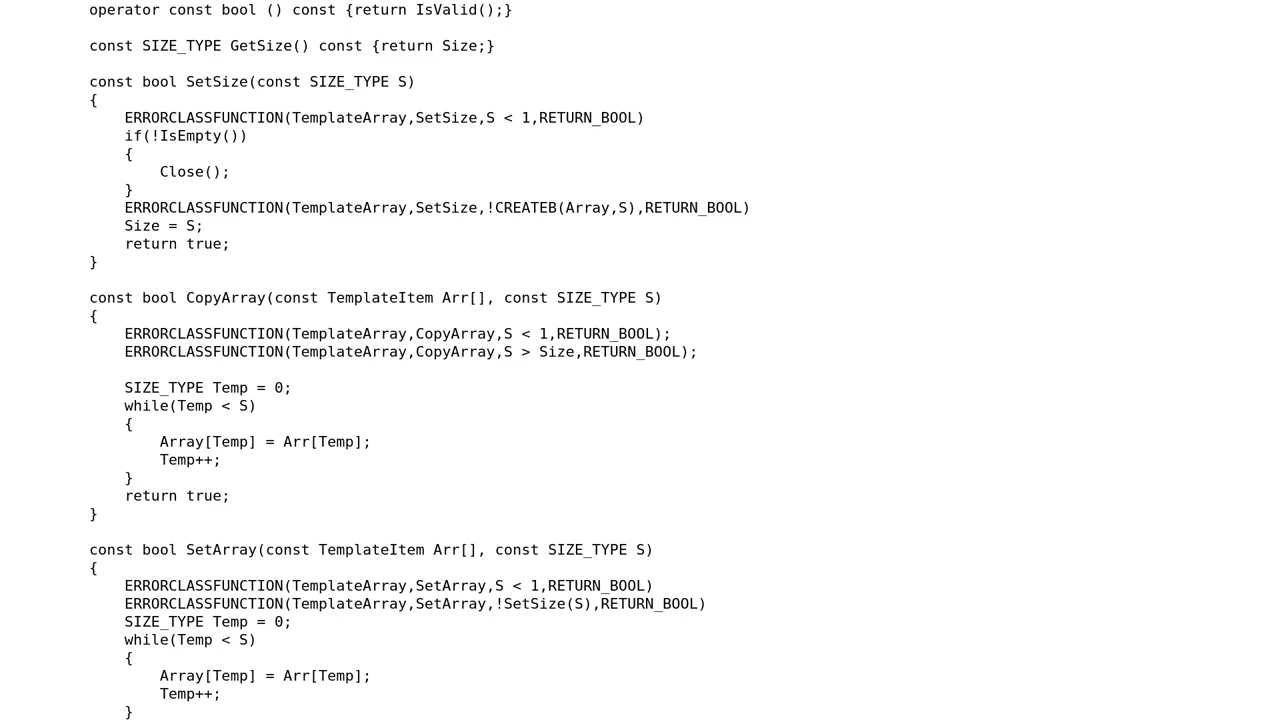 operator const bool () const {return IsValid();}
const SIZE_TYPE GetSize() const {return Size;}
const bool SetSize(const SIZE_TYPE S)
{
ERRORCLASSFUNCTION(TemplateArray,SetSize,S < 1,RETURN_BOOL)
if(!IsEmpty())
{
Close();
}
ERRORCLASSFUNCTION(TemplateArray,SetSize,!CREATEB(Array,S),RETURN_BOOL)
Size = S;
return true;
}
const bool CopyArray(const TemplateItem Arr[], const SIZE_TYPE S)
{
ERRORCLASSFUNCTION(TemplateArray,CopyArray,S < 1,RETURN_BOOL);
ERRORCLASSFUNCTION(TemplateArray,CopyArray,S > Size,RETURN_BOOL);
SIZE_TYPE Temp = 0;
while(Temp < S)
{
Array[Temp] = Arr[Temp];
Temp++;
}
return true;
}
const bool SetArray(const TemplateItem Arr[], const SIZE_TYPE S)
{
ERRORCLASSFUNCTION(TemplateArray,SetArray,S < 1,RETURN_BOOL)
ERRORCLASSFUNCTION(TemplateArray,SetArray,!SetSize(S),RETURN_BOOL)
SIZE_TYPE Temp = 0;
while(Temp < S)
{
Array[Temp] = Arr[Temp];
Temp++;
}